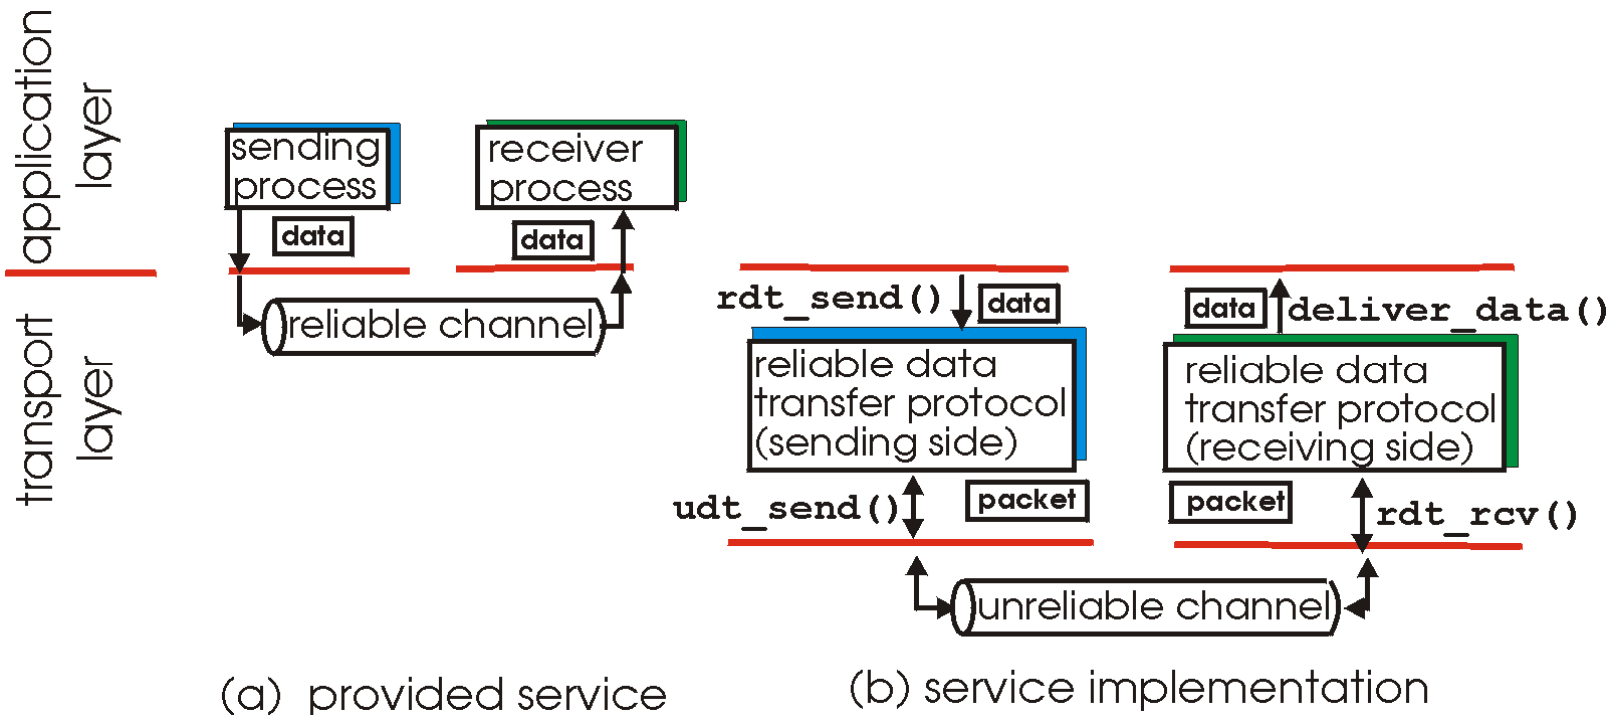 application
layer
transport
layer
sending
process
receiver
process
data
data
reliable channel
(a) provided service
rdt_send()
data
data
deliver_data()
reliable data
transfer protocol
(sending side)
reliable data
transfer protocol
(receiving side)
udt_send()
packet
packet
rdt_rcv()
unreliable channel
(b) service implementation